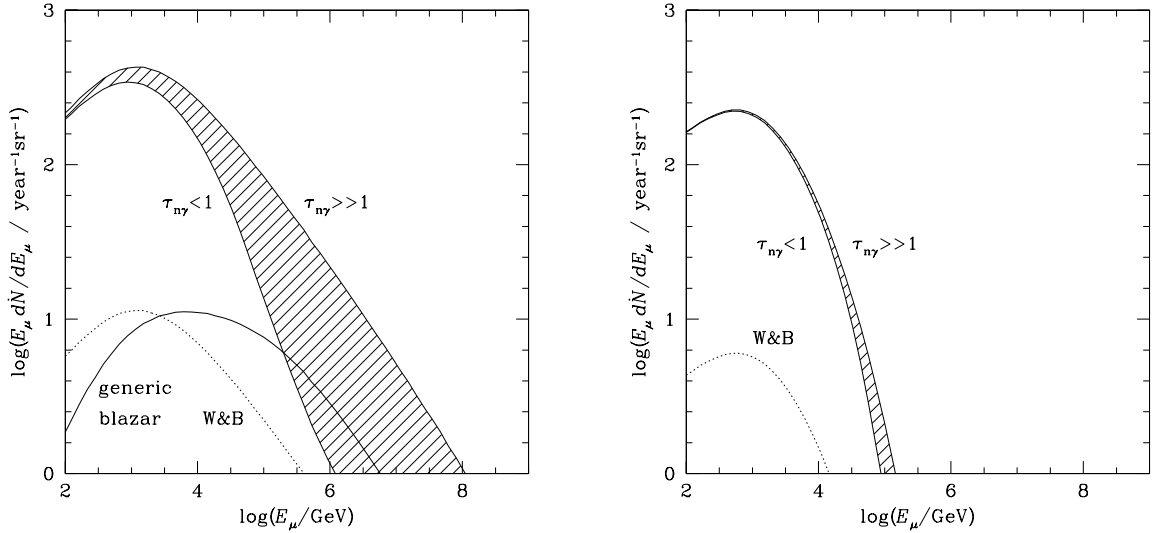 3
2
1
0
log(E_μ dṄ/dE_μ / year⁻¹sr⁻¹)
τ_nγ<1
τ_nγ>>1
generic
blazar
W&B
2
4
6
8
log(E_μ/GeV)
3
2
1
0
log(E_μ dṄ/dE_μ / year⁻¹sr⁻¹)
τ_nγ<1
τ_nγ>>1
W&B
2
4
6
8
log(E_μ/GeV)